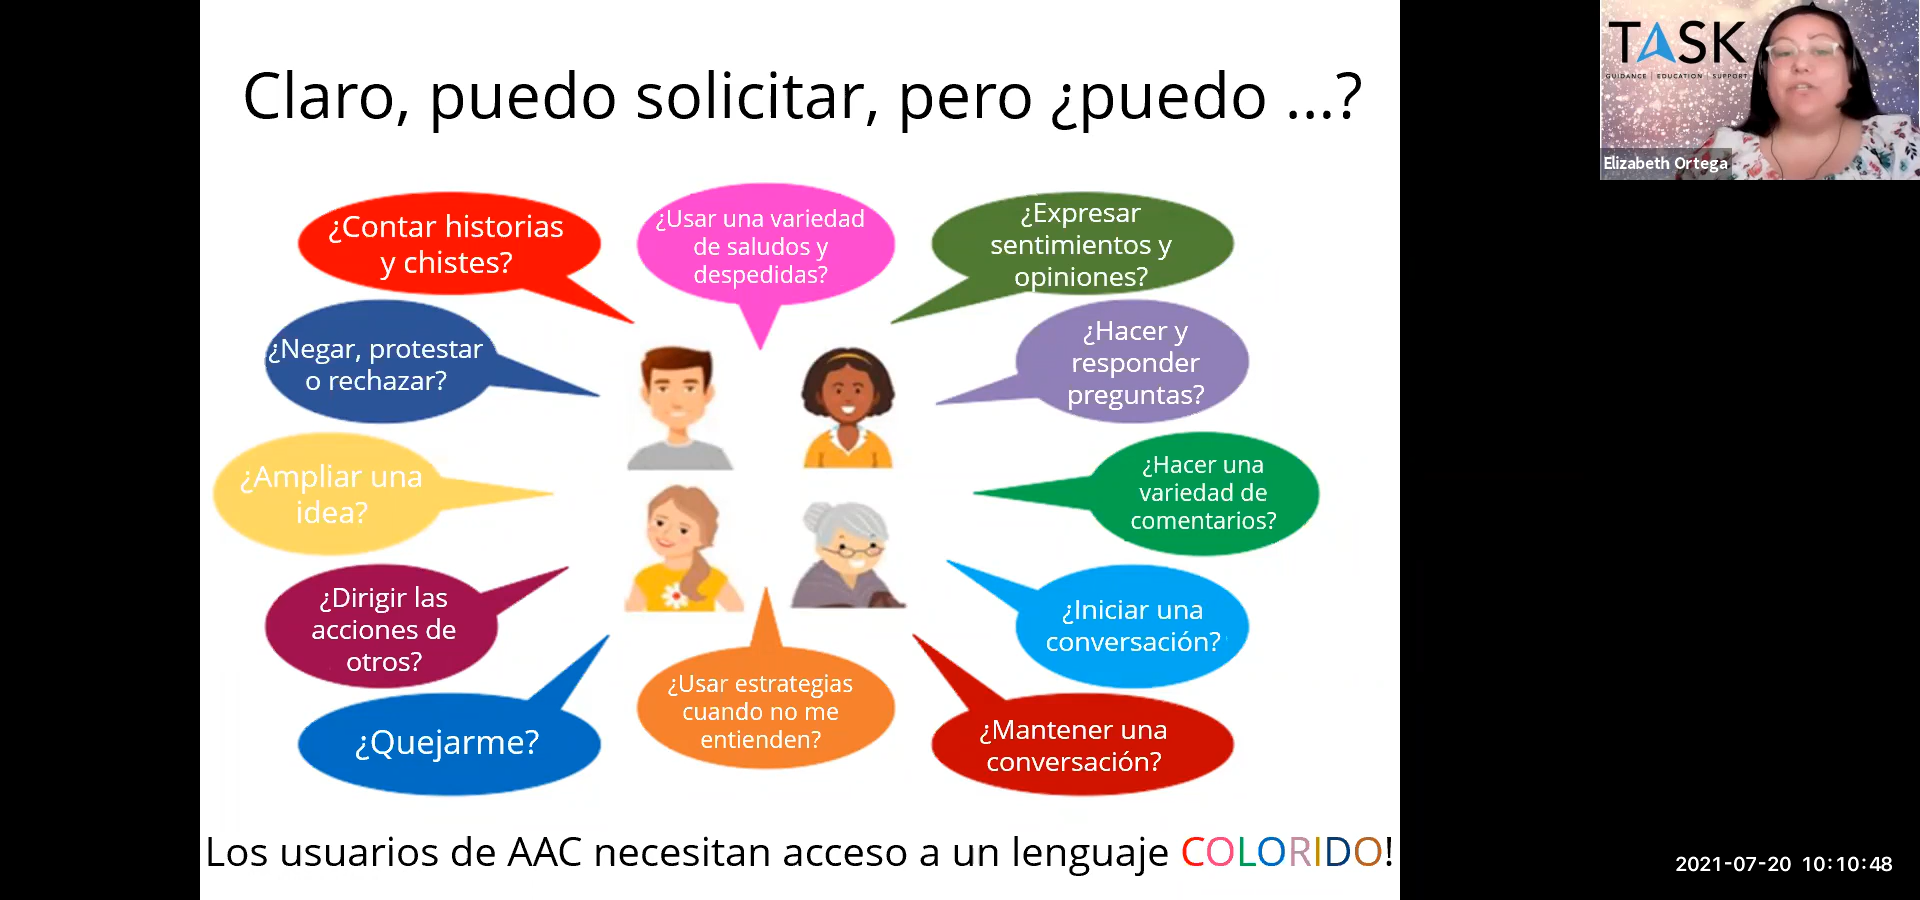 Claro, puedo solicitar, pero ¿puedo ...?
¿Contar historias
y chistes?
¿Usar una variedad
de saludos y
despedidas?
¿Expresar
sentimientos y
opiniones?
¿Negar, protestar
o rechazar?
¿Hacer y
responder
preguntas?
¿Ampliar una
idea?
¿Hacer una
variedad de
comentarios?
¿Dirigir las
acciones de
otros?
¿Iniciar una
conversación?
¿Quejarme?
¿Usar estrategias
cuando no me
entienden?
¿Mantener una
conversación?
Los usuarios de AAC necesitan acceso a un lenguaje COLORIDO!
TASK
GUIDANCE | EDUCATION | SUPPORT
Elizabeth Ortega
2021-07-20 10:10:48